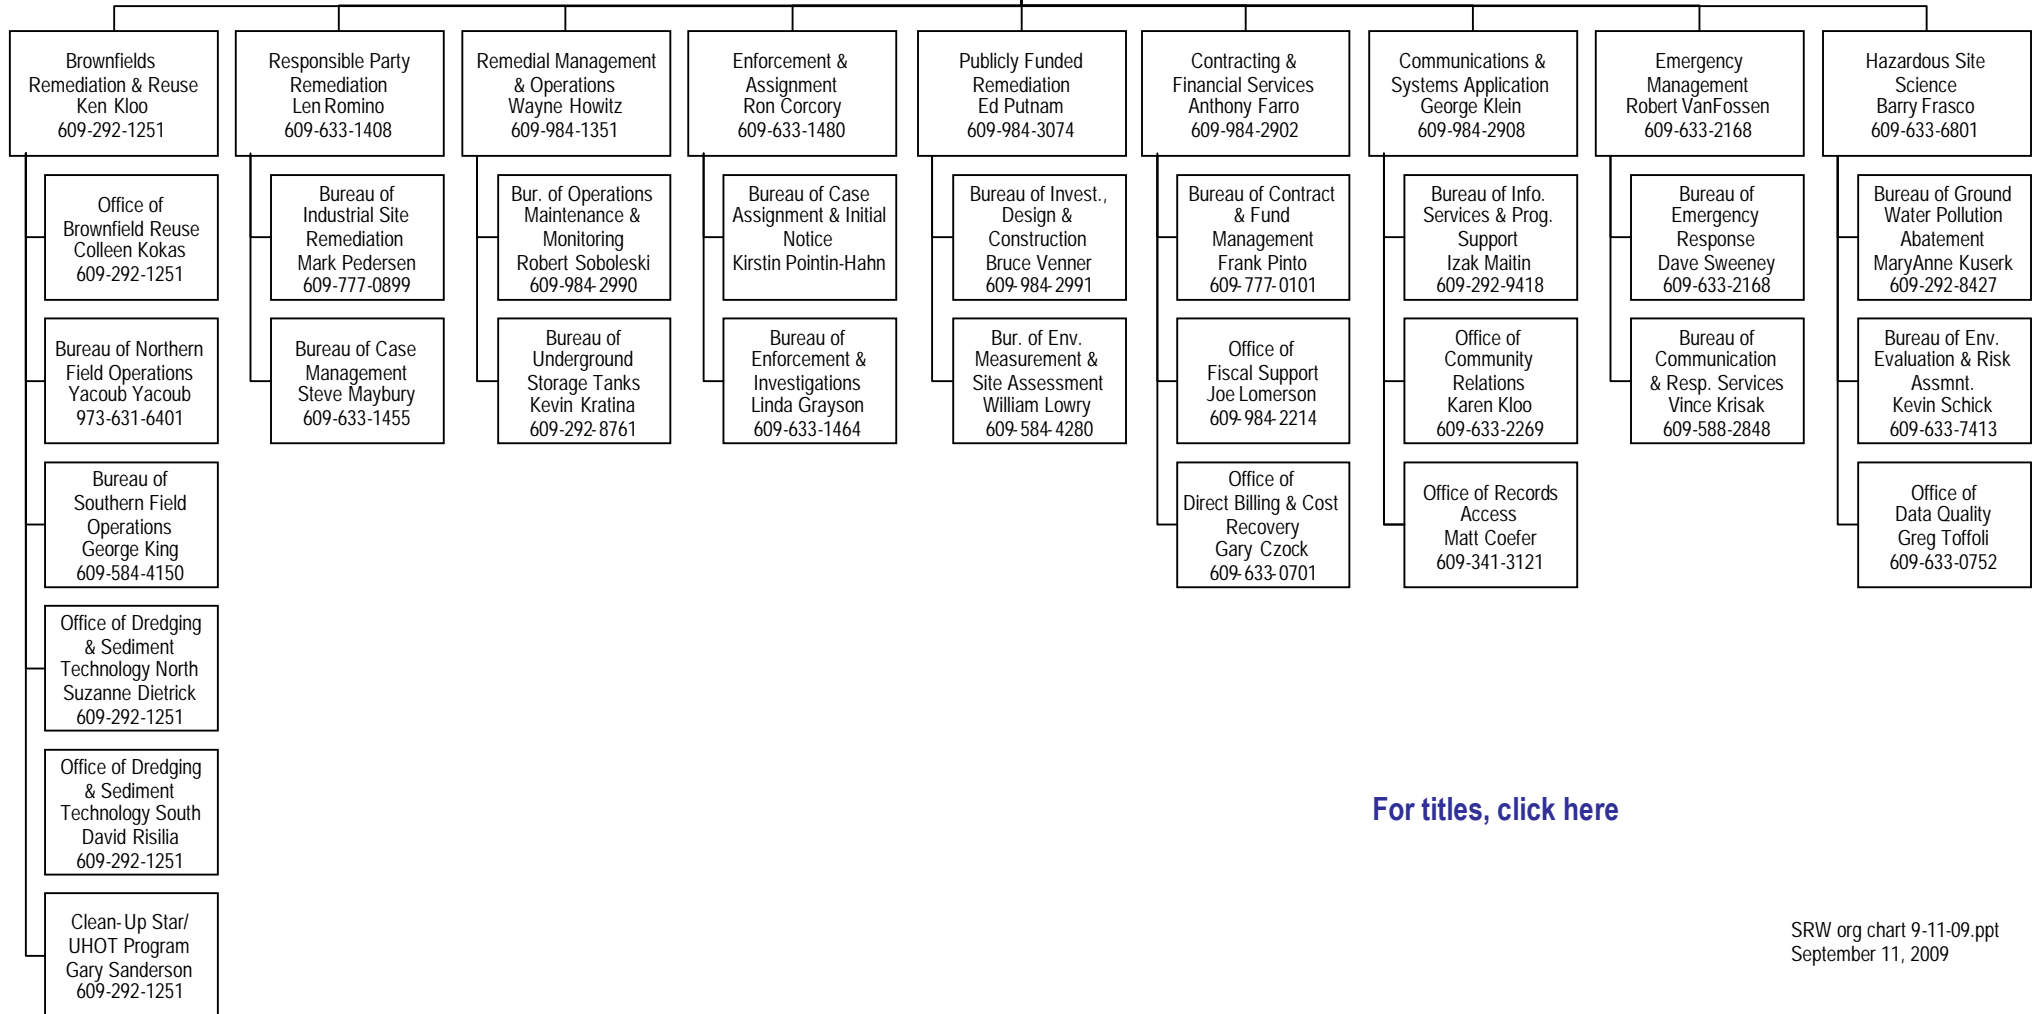 Brownfields
Remediation & Reuse
Ken Kloo
609-292-1251
Office of
Brownfield Reuse
Colleen Kokas
609-292-1251
Bureau of Northern
Field Operations
Yacoub Yacoub
973-631-6401
Bureau of
Southern Field
Operations
George King
609-584-4150
Office of Dredging
& Sediment
Technology North
Suzanne Dietrick
609-292-1251
Office of Dredging
& Sediment
Technology South
David Risilia
609-292-1251
Clean-Up Star/
UHOT Program
Gary Sanderson
609-292-1251
Responsible Party
Remediation
Len Romino
609-633-1408
Bureau of
Industrial Site
Remediation
Mark Pedersen
609-777-0899
Bureau of Case
Management
Steve Maybury
609-633-1455
Remedial Management
& Operations
Wayne Howitz
609-984-1351
Bur. of Operations
Maintenance &
Monitoring
Robert Soboleski
609-984-2990
Bureau of
Underground
Storage Tanks
Kevin Kratina
609-292-8761
Enforcement &
Assignment
Ron Corcory
609-633-1480
Bureau of Case
Assignment & Initial
Notice
Kirstin Pointin-Hahn
Bureau of
Enforcement &
Investigations
Linda Grayson
609-633-1464
Publicly Funded
Remediation
Ed Putnam
609-984-3074
Bureau of Invest.,
Design &
Construction
Bruce Venner
609-984-2991
Bur. of Env.
Measurement &
Site Assessment
William Lowry
609-584-4280
Contracting &
Financial Services
Anthony Farro
609-984-2902
Bureau of Contract
& Fund
Management
Frank Pinto
609-777-0101
Office of
Fiscal Support
Joe Lomerson
609-984-2214
Office of
Direct Billing & Cost
Recovery
Gary Czock
609-633-0701
Communications &
Systems Application
George Klein
609-984-2908
Bureau of Info.
Services & Prog.
Support
Izak Maitin
609-292-9418
Office of
Community
Relations
Karen Kloo
609-633-2269
Office of Records
Access
Matt Coefer
609-341-3121
Emergency
Management
Robert VanFossen
609-633-2168
Bureau of
Emergency
Response
Dave Sweeney
609-633-2168
Bureau of
Communication
& Resp. Services
Vince Krisak
609-588-2848
Hazardous Site
Science
Barry Frasco
609-633-6801
Bureau of Ground
Water Pollution
Abatement
MaryAnne Kuserk
609-292-8427
Bureau of Env.
Evaluation & Risk
Assmnt.
Kevin Schick
609-633-7413
Office of
Data Quality
Greg Toffoli
609-633-0752
For titles, click here
SRW org chart 9-11-09.ppt
September 11, 2009